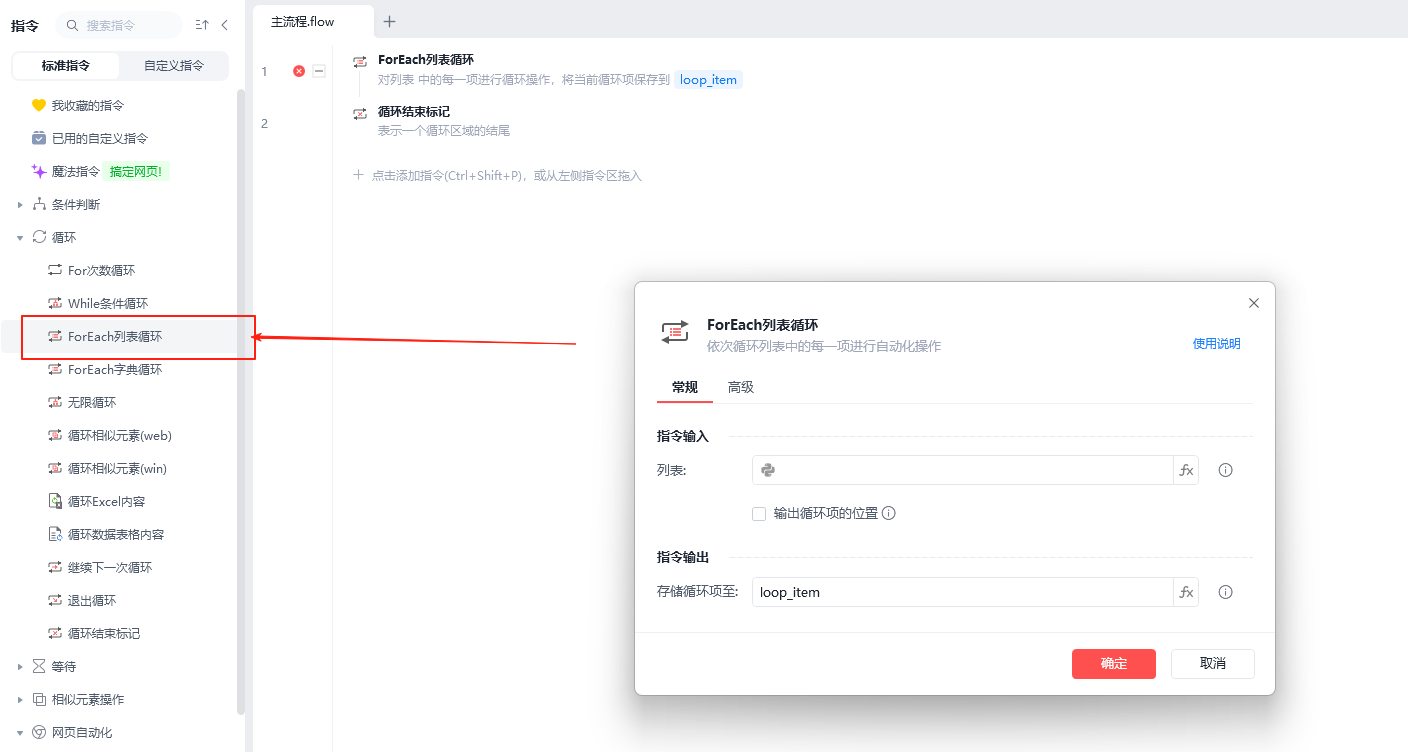 指令
搜索指令
标准指令
自定义指令
我收藏的指令
已用的自定义指令
魔法指令 搞定网页!
条件判断
循环
For次数循环
While条件循环
ForEach列表循环
ForEach字典循环
无限循环
循环相似元素(web)
循环相似元素(win)
循环Excel内容
循环数据表格内容
继续下一次循环
退出循环
循环结束标记
等待
相似元素操作
网页自动化
主流程.flow
1
ForEach列表循环
对列表 中的每一项进行循环操作，将当前循环项保存到 loop_item
2
循环结束标记
表示一个循环区域的结尾
点击添加指令(Ctrl+Shift+P)，或从左侧指令区拖入
ForEach列表循环
依次循环列表中的每一项进行自动化操作
使用说明
常规
高级
指令输入
列表:
fx
输出循环项的位置
指令输出
存储循环项至: loop_item
fx
确定
取消